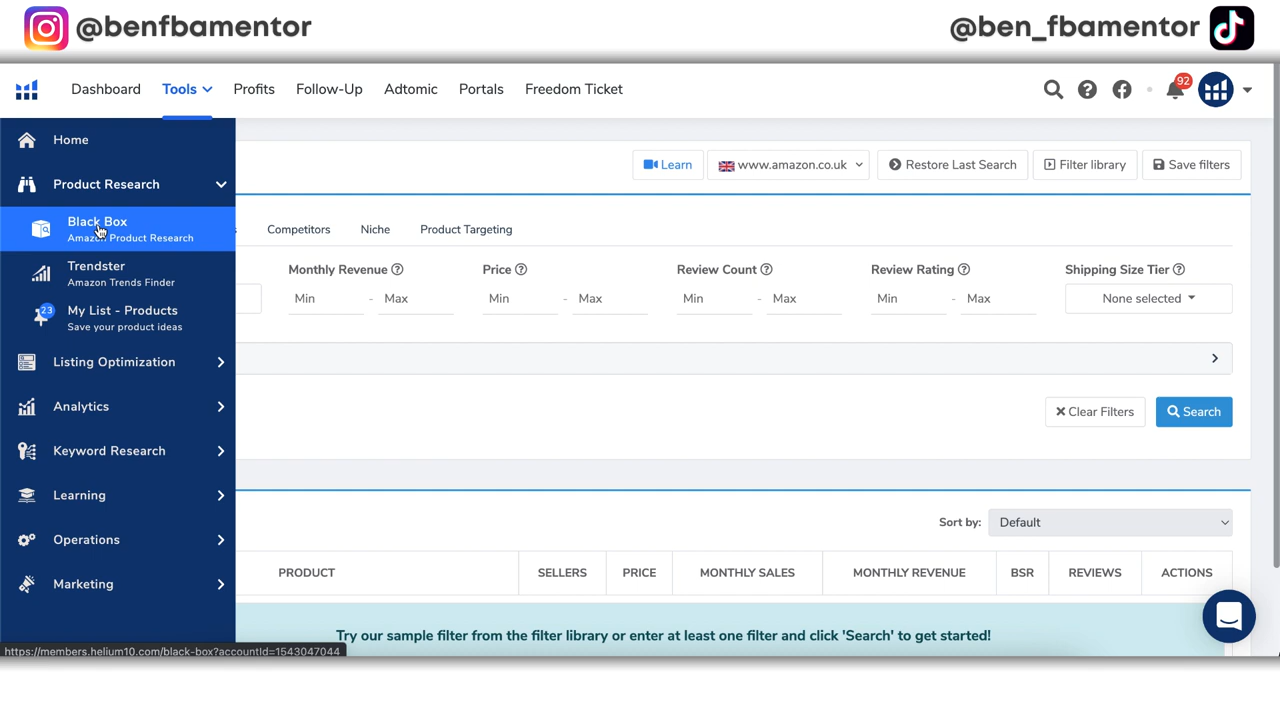 @benfbamentor
@ben_fbamentor
Dashboard Tools Profits Follow-Up Adtomic Portals Freedom Ticket
92
Home
Product Research
Black Box
Amazon Product Research
Trendster
Amazon Trends Finder
23
My List - Products
Save your product ideas
Listing Optimization
Analytics
Keyword Research
Learning
Operations
Marketing
Learn
www.amazon.co.uk
Restore Last Search
Filter library
Save filters
Competitors Niche Product Targeting
Monthly Revenue Price Review Count Review Rating Shipping Size Tier
Min - Max Min - Max Min - Max Min - Max None selected
Clear Filters Search
Sort by: Default
PRODUCT SELLERS PRICE MONTHLY SALES MONTHLY REVENUE BSR REVIEWS ACTIONS
Try our sample filter from the filter library or enter at least one filter and click 'Search' to get started!
https://members.helium10.com/black-box?accountId=1543047044